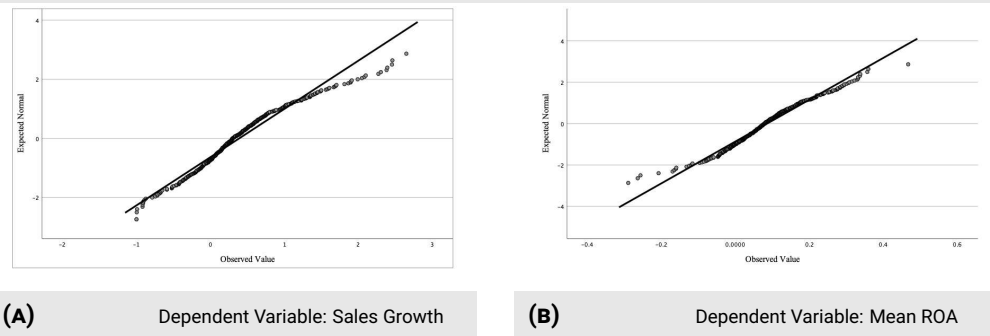 4
2
0
-2
Expected Normal
-2
-1
0
1
2
3
Observed Value
(A)
Dependent Variable: Sales Growth
4
2
0
-2
-4
Expected Normal
-0.4
-0.2
0.0000
0.2
0.4
0.6
Observed Value
(B)
Dependent Variable: Mean ROA